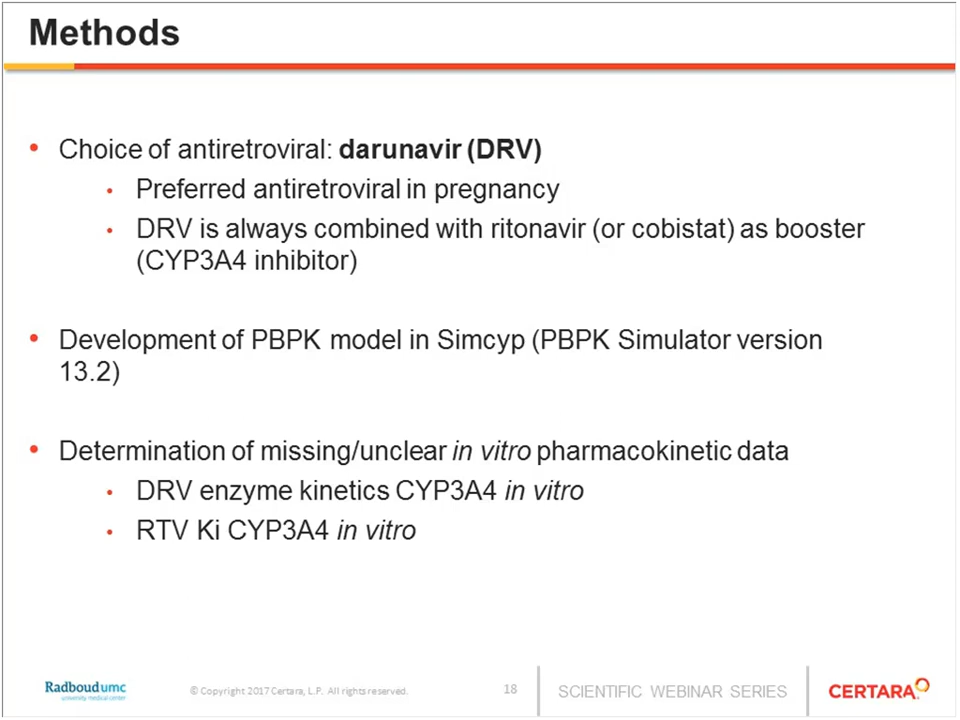 Methods
• Choice of antiretroviral: darunavir (DRV)
• Preferred antiretroviral in pregnancy
• DRV is always combined with ritonavir (or cobistat) as booster
(CYP3A4 inhibitor)
• Development of PBPK model in Simcyp (PBPK Simulator version
13.2)
• Determination of missing/unclear in vitro pharmacokinetic data
• DRV enzyme kinetics CYP3A4 in vitro
• RTV Ki CYP3A4 in vitro
Radboudumc
university medical center
© Copyright 2017 Certara, L.P. All rights reserved.
18
SCIENTIFIC WEBINAR SERIES
CERTARA